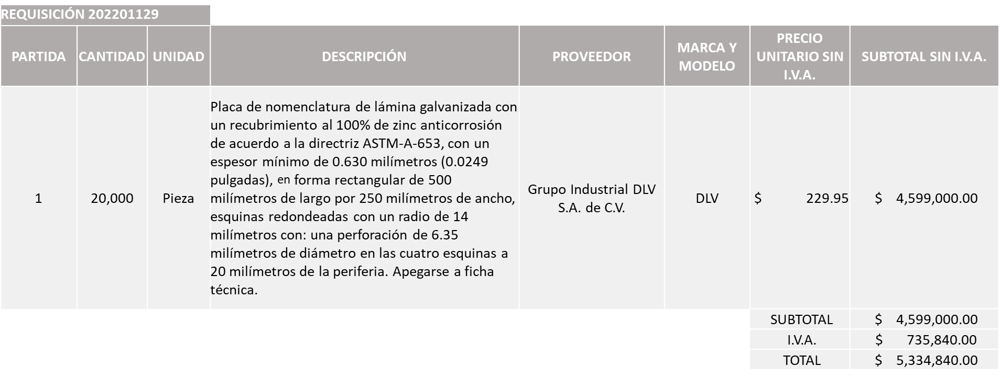 REQUISICIÓN 202201129
PARTIDA CANTIDAD UNIDAD DESCRIPCIÓN PROVEEDOR MARCA Y MODELO PRECIO UNITARIO SIN I.V.A. SUBTOTAL SIN I.V.A.
Placa de nomenclatura de lámina galvanizada con
un recubrimiento al 100% de zinc anticorrosión
de acuerdo a la directriz ASTM-A-653, con un
espesor mínimo de 0.630 milímetros (0.0249
pulgadas), en forma rectangular de 500
1 20,000 Pieza milímetros de largo por 250 milímetros de ancho, Grupo Industrial DLV S.A. de C.V. DLV $ 229.95 $ 4,599,000.00
esquinas redondeadas con un radio de 14
milímetros con: una perforación de 6.35
milímetros de diámetro en las cuatro esquinas a
20 milímetros de la periferia. Apegarse a ficha
técnica.
SUBTOTAL $ 4,599,000.00
I.V.A. $ 735,840.00
TOTAL $ 5,334,840.00